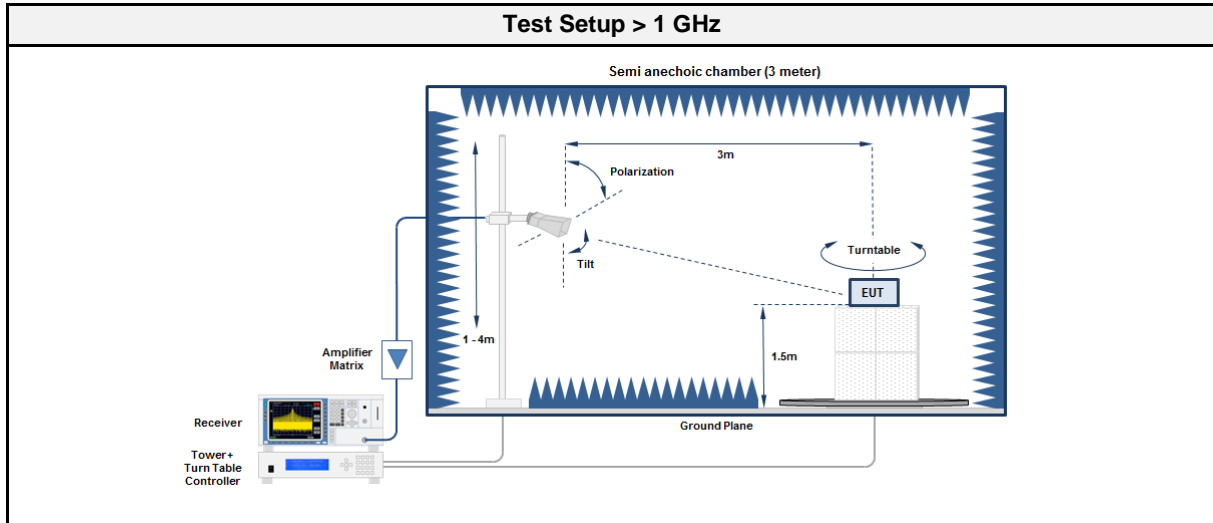 Test Setup > 1 GHz
Semi anechoic chamber (3 meter)
3m
Polarization
Tilt
Turntable
EUT
1 - 4m
1.5m
Amplifier
Matrix
Ground Plane
Receiver
Tower+
Turn Table
Controller